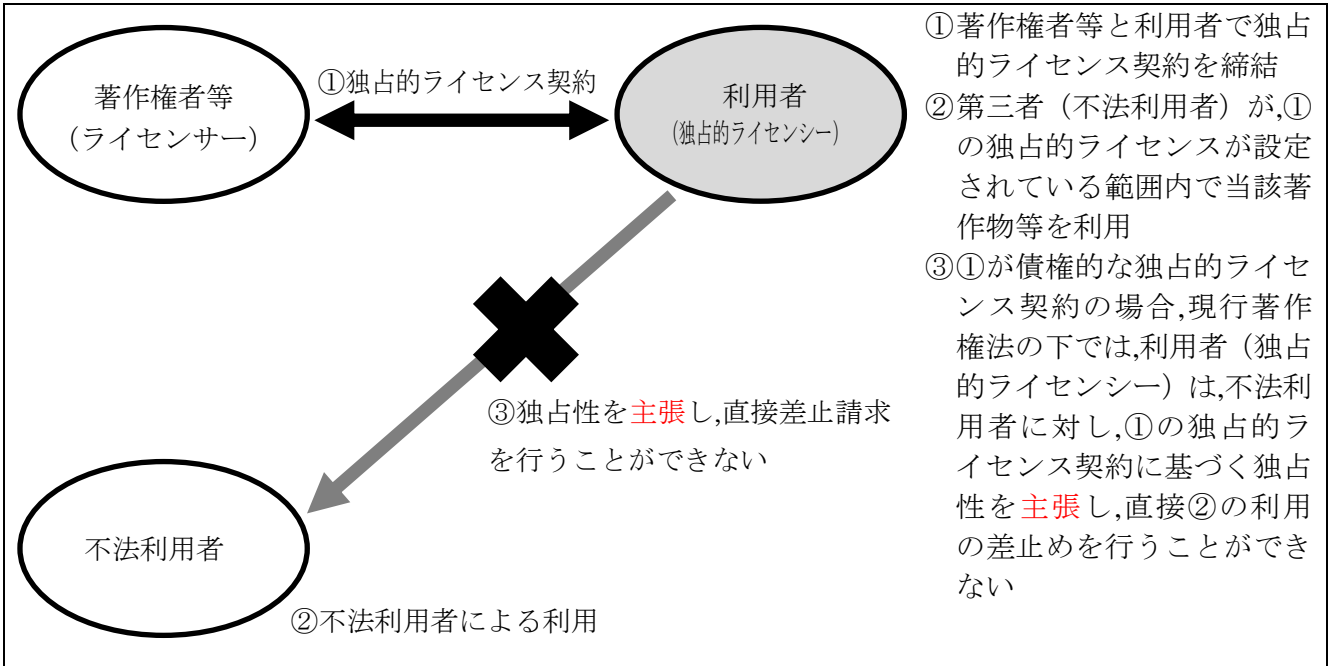 著作権者等
(ライセンサー)
①独占的ライセンス契約
利用者
(独占的ライセンシー)
③独占性を主張し,直接差止請求
を行うことができない
不法利用者
②不法利用者による利用
①著作権者等と利用者で独占
的ライセンス契約を締結
②第三者（不法利用者）が,①
の独占的ライセンスが設定
されている範囲内で当該著
作物等を利用
③①が債権的な独占的ライセ
ンス契約の場合,現行著作
権法の下では,利用者（独占
的ライセンシー）は,不法利
用者に対し,①の独占的ラ
イセンス契約に基づく独占
性を主張し,直接②の利用
の差止めを行うことができ
ない